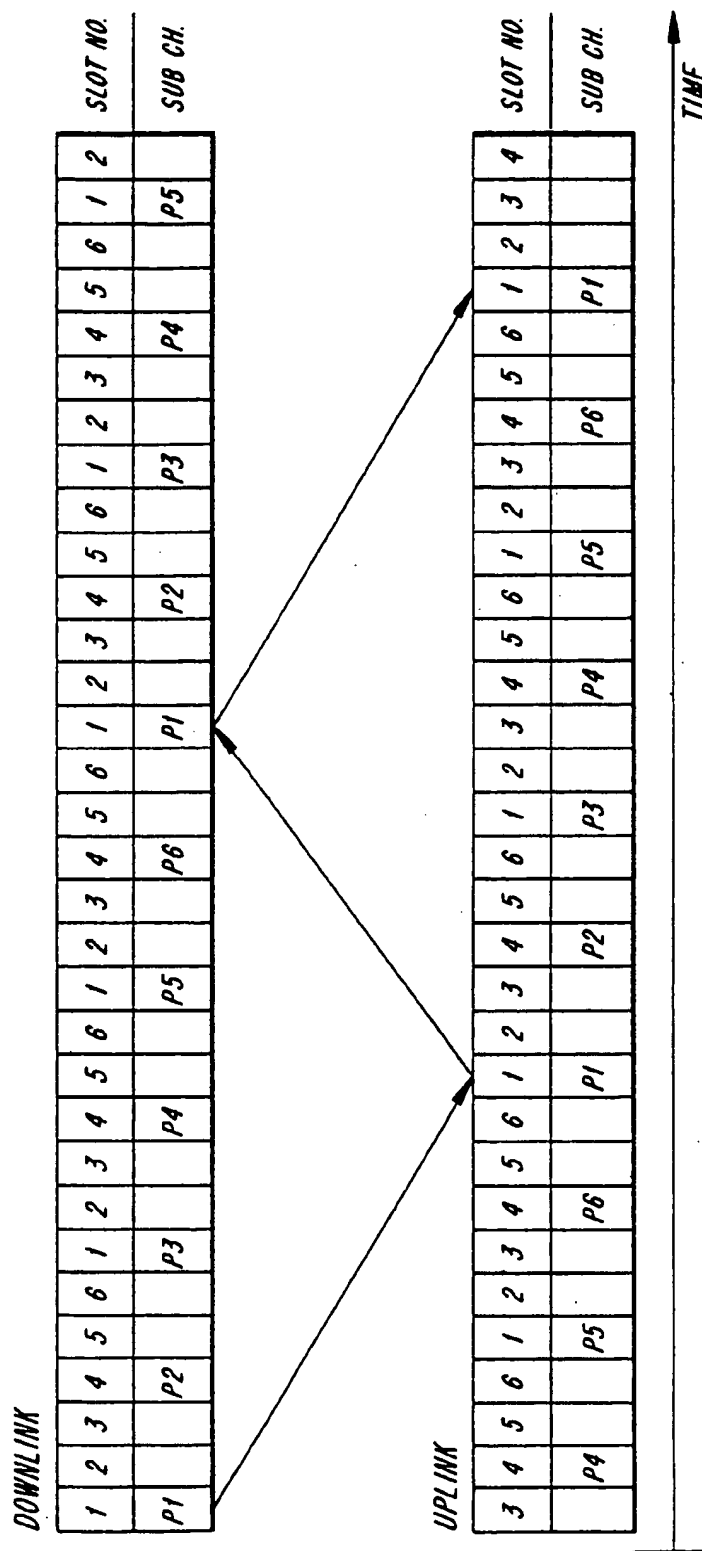 DOWNLINK
1 2 3 4 5 6 1 2 3 4 5 6 1 2 3 4 5 6 1 2 3 4 5 6 1 2 3 4 5 6 1 2 SLOT NO.
P1 P2 P3 P4 P5 P6 P1 P2 P3 P4 P5 SUB CH.
UPLINK
3 4 5 6 1 2 3 4 5 6 1 2 3 4 5 6 1 2 3 4 5 6 1 2 3 4 5 6 1 2 3 4 SLOT NO.
P4 P5 P6 P1 P2 P3 P4 P5 P6 P1 SUB CH.
TIME